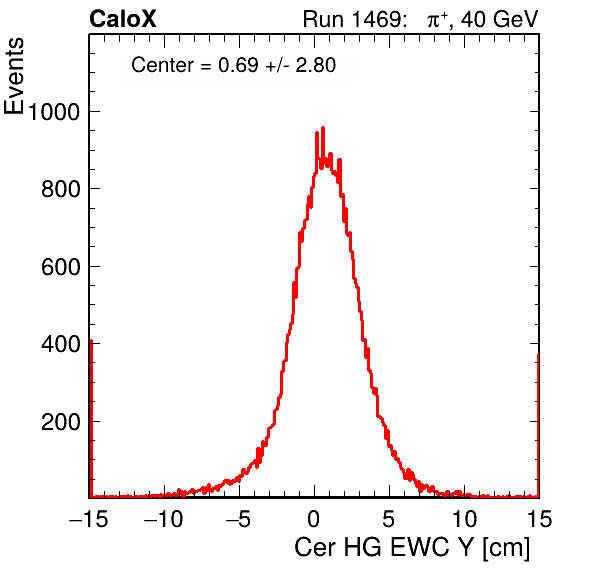 CaloX Run 1469: π⁺, 40 GeV
Center = 0.69 +/- 2.80
Events
1000
800
600
400
200
−15 −10 −5 0 5 10 15
Cer HG EWC Y [cm]